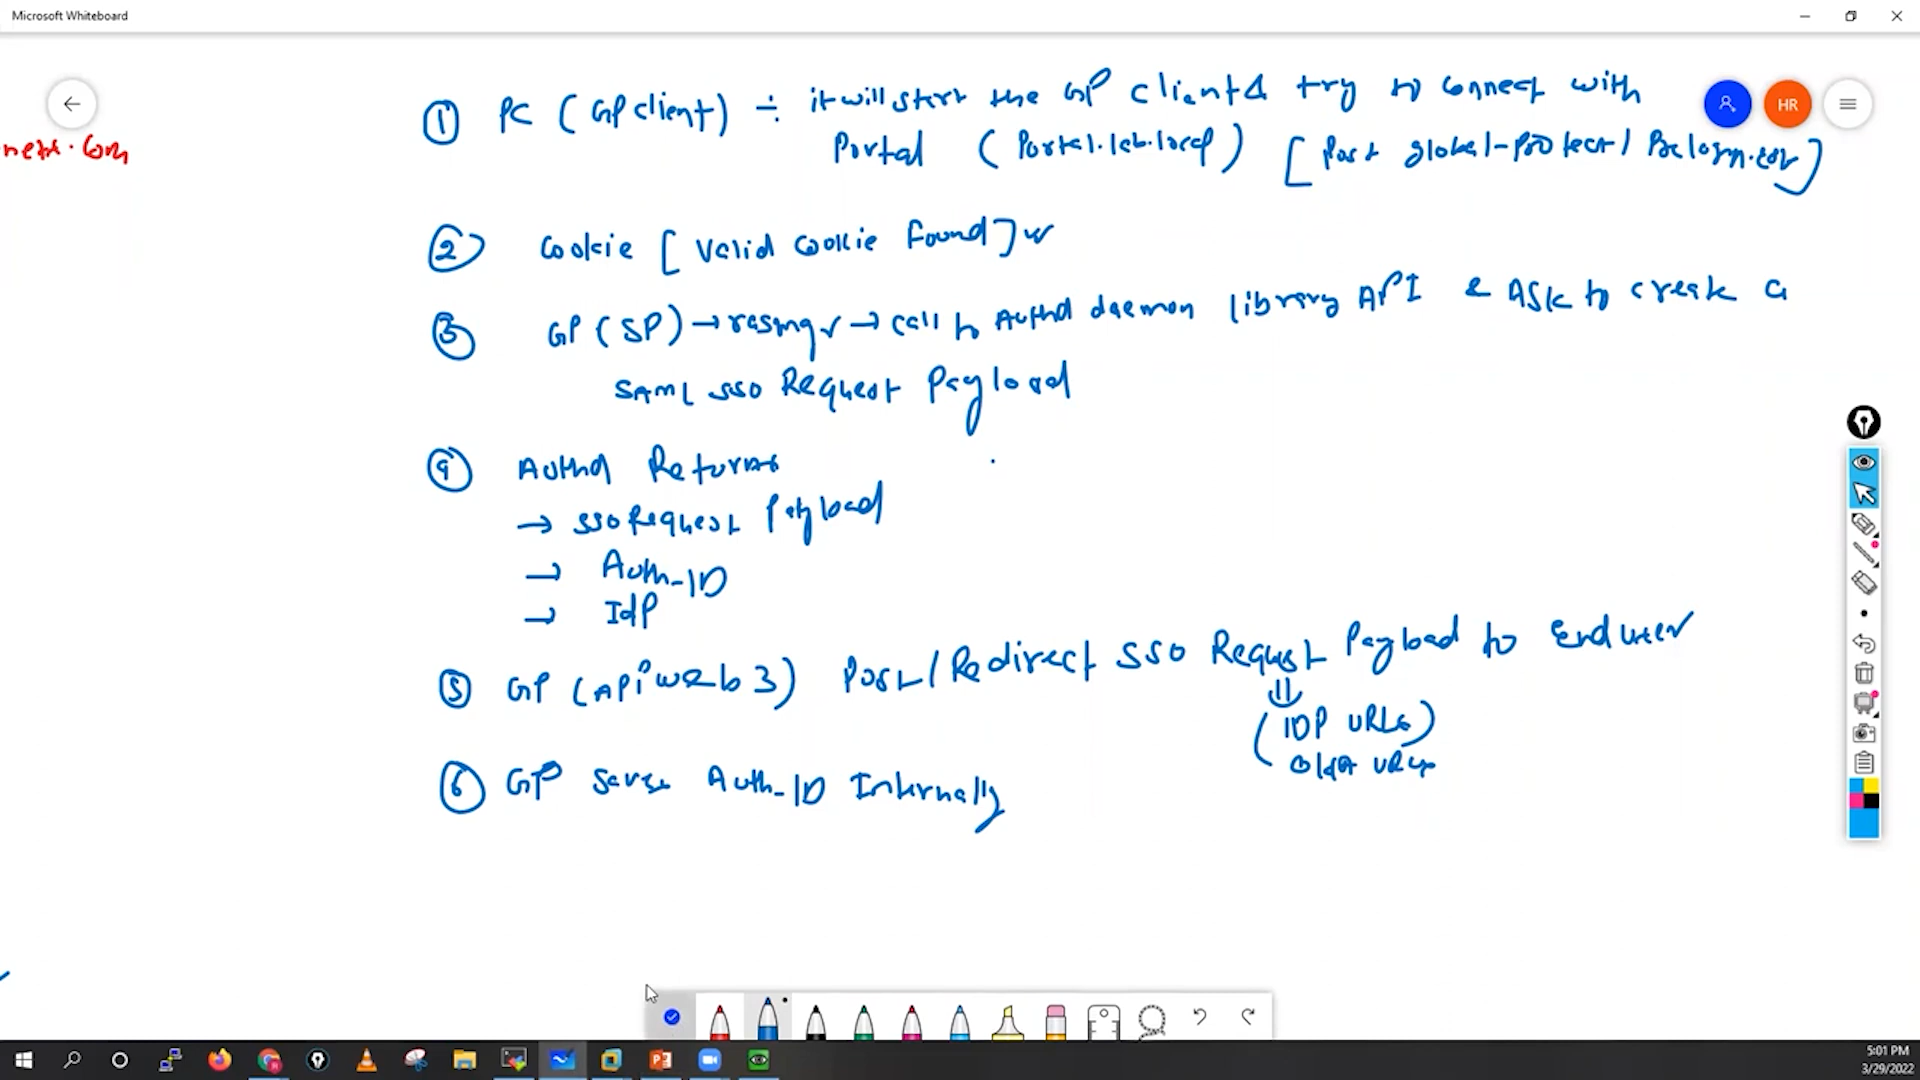 Microsoft Whiteboard
HR
① PC (GP client) ÷ it will start the GP client & try to connect with
Portal (Portal.lab.local) [Post global-protect/Prelogin.esp]
② Cookie [Valid cookie found]
③ GP (SP) → rasmgr → call to Authd daemon library API & ASK to create a
SAML SSO Request Payload
④ Authd Returns
→ SSO Request Payload
→ Auth-ID
→ IdP
⑤ GP (APiweb3) Post/Redirect SSO Request Payload to End user
(IDP URLs)
URL
⑥ GP Saves Auth-ID Internally
5:01 PM
3/29/2022